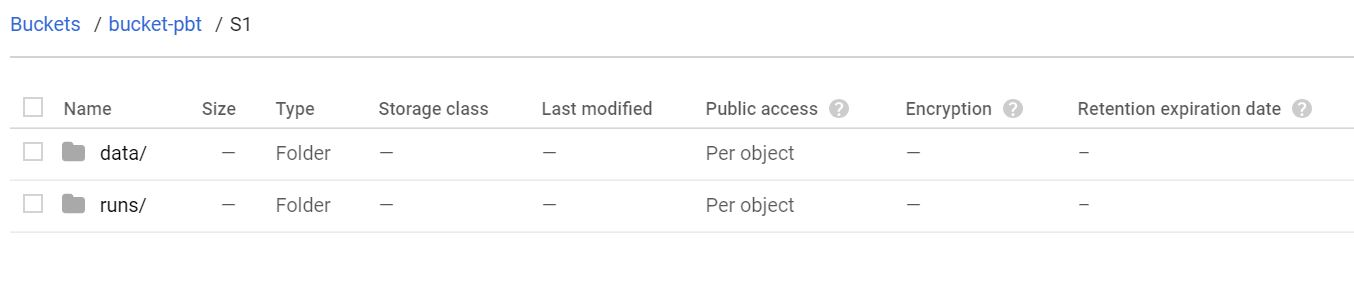 Buckets / bucket-pbt / S1
Name Size Type Storage class Last modified Public access ? Encryption ? Retention expiration date ?
data/ — Folder — — Per object — –
runs/ — Folder — — Per object — –